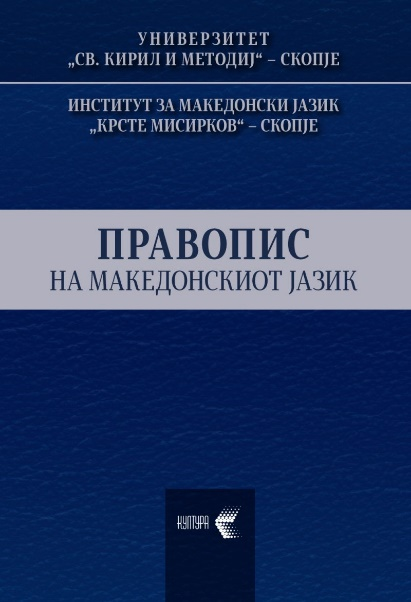 УНИВЕРЗИТЕТ
„СВ. КИРИЛ И МЕТОДИЈ“ – СКОПЈЕ
ИНСТИТУТ ЗА МАКЕДОНСКИ ЈАЗИК
„КРСТЕ МИСИРКОВ“ – СКОПЈЕ
ПРАВОПИС
НА МАКЕДОНСКИОТ ЈАЗИК
КУЛТУРА